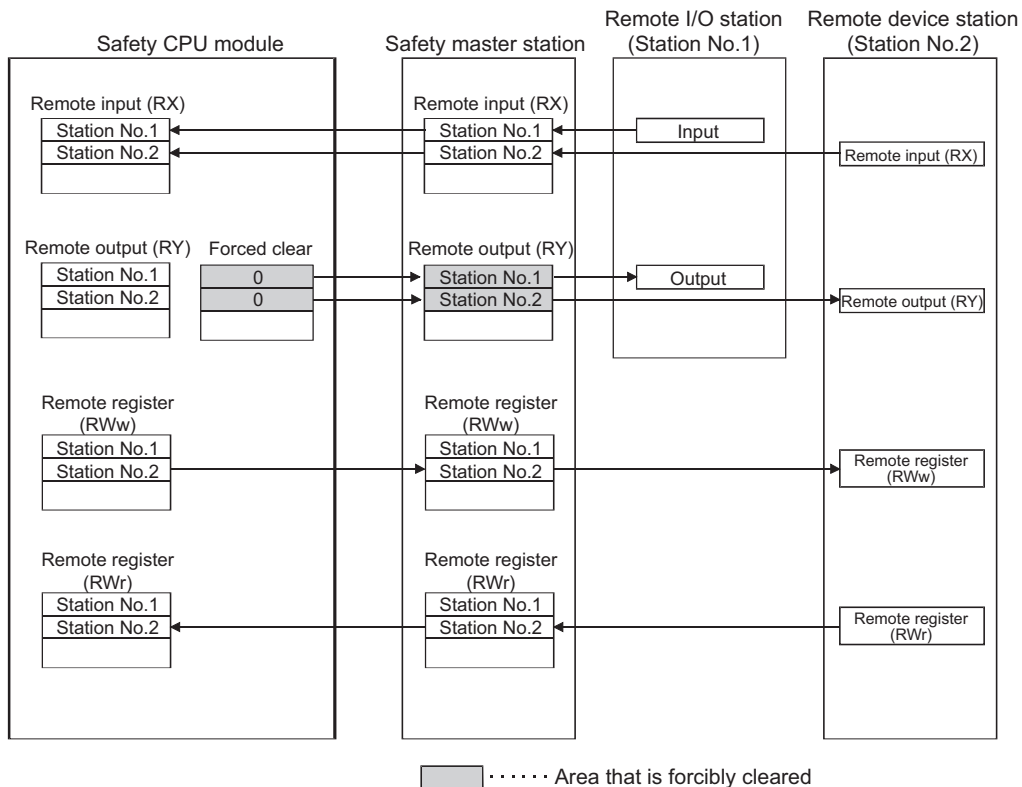 Safety CPU module
Safety master station
Remote I/O station
(Station No.1)
Remote device station
(Station No.2)
Remote input (RX)
Station No.1
Station No.2
Remote input (RX)
Station No.1
Station No.2
Input
Remote input (RX)
Remote output (RY)
Station No.1
Station No.2
Forced clear
0
0
Remote output (RY)
Station No.1
Station No.2
Output
Remote output (RY)
Remote register
(RWw)
Station No.1
Station No.2
Remote register
(RWw)
Station No.1
Station No.2
Remote register
(RWw)
Remote register
(RWr)
Station No.1
Station No.2
Remote register
(RWr)
Station No.1
Station No.2
Remote register
(RWr)
······ Area that is forcibly cleared